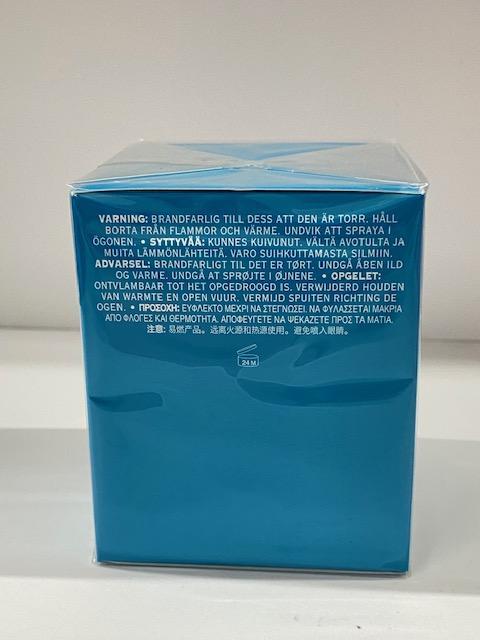 VARNING: BRANDFARLIG TILL DESS ATT DEN ÄR TORR. HÅLL
BORTA FRÅN FLAMMOR OCH VÄRME. UNDVIK ATT SPRAYA I
ÖGONEN. • SYTTYVÄÄ: KUNNES KUIVUNUT. VÄLTÄ AVOTULTA JA
MUITA LÄMMÖNLÄHTEITÄ. VARO SUIHKUTTAMASTA SILMIIN.
ADVARSEL: BRANDFARLIGT TIL DET ER TØRT. UNDGÅ ÅBEN ILD
OG VARME. UNDGÅ AT SPRØJTE I ØJNENE. • OPGELET:
ONTVLAMBAAR TOT HET OPGEDROOGD IS. VERWIJDERD HOUDEN
VAN WARMTE EN OPEN VUUR. VERMIJD SPUITEN RICHTING DE
OGEN. • ΠΡΟΣΟΧΗ: ΕΥΦΛΕΚΤΟ ΜΕΧΡΙ ΝΑ ΣΤΕΓΝΩΣΕΙ. ΝΑ ΦΥΛΑΣΣΕΤΑΙ ΜΑΚΡΙΑ
ΑΠΟ ΦΛΟΓΕΣ ΚΑΙ ΘΕΡΜΟΤΗΤΑ. ΑΠΟΦΕΥΓΕΤΕ ΝΑ ΨΕΚΑΖΕΤΕ ΠΡΟΣ ΤΑ ΜΑΤΙΑ.
注意: 易燃产品。远离火源和热源使用。避免喷入眼睛。
24 M